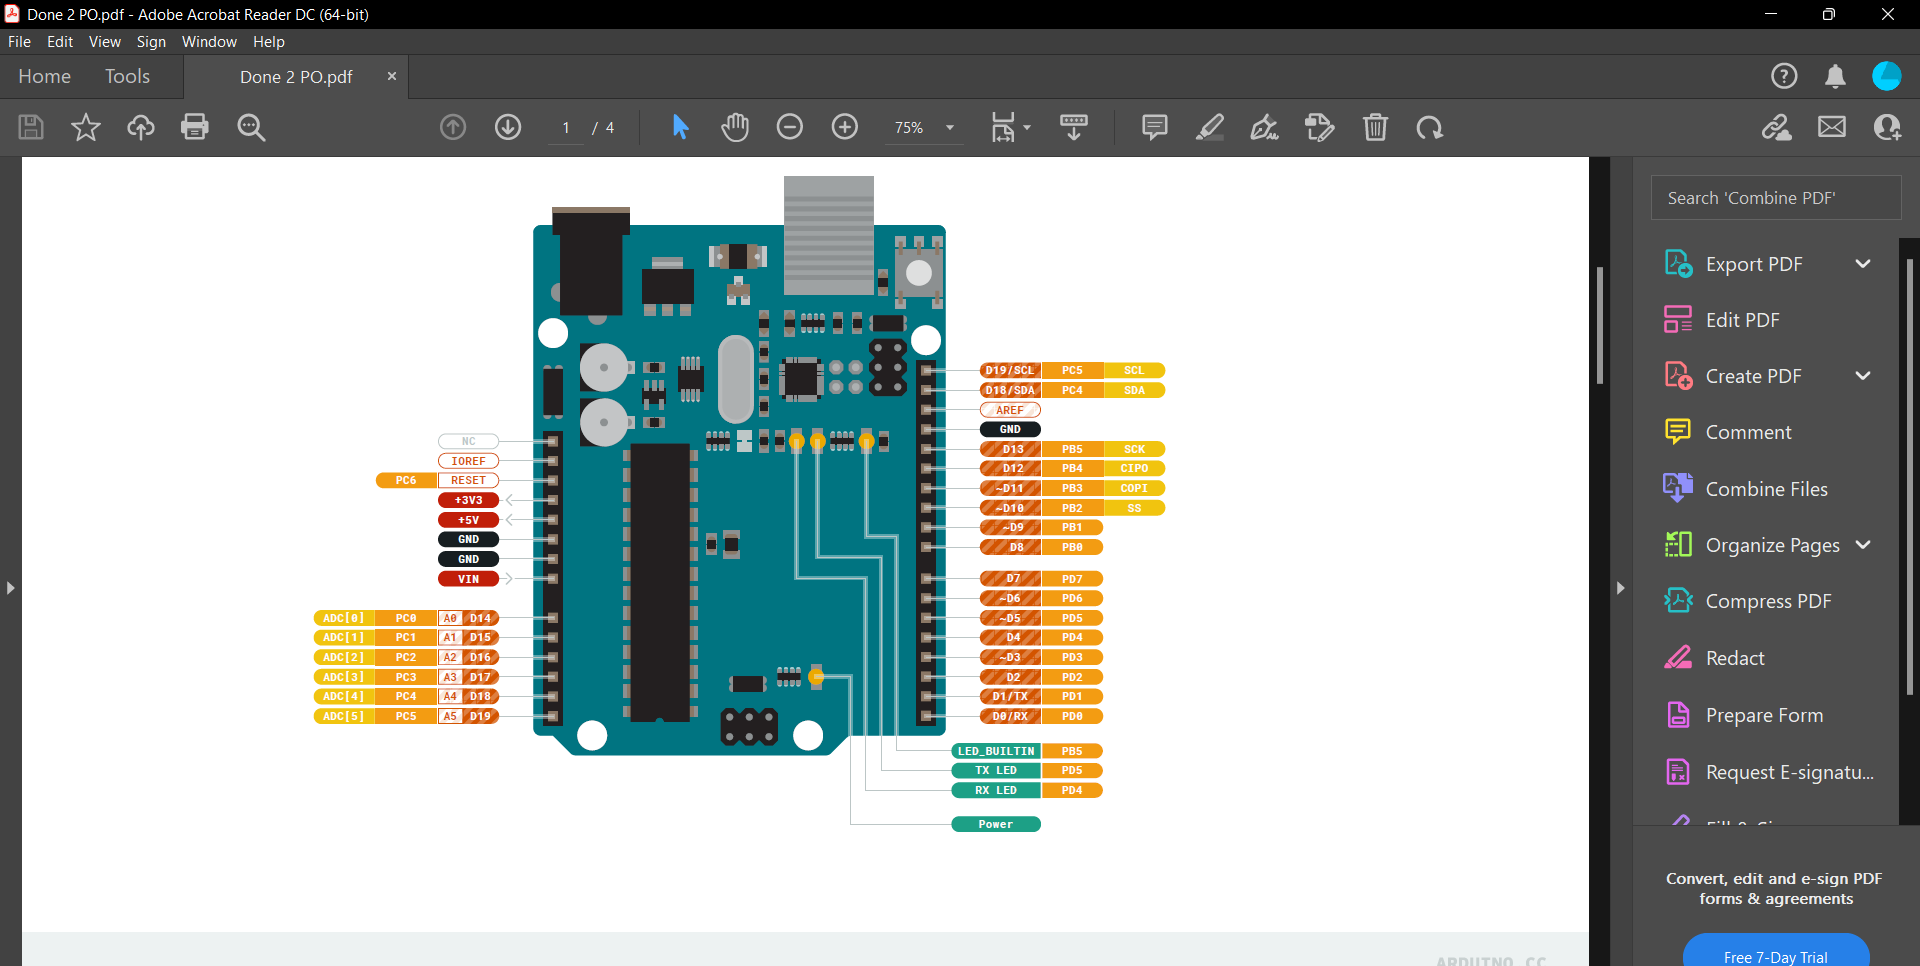 Done 2 PO.pdf - Adobe Acrobat Reader DC (64-bit)
File Edit View Sign Window Help
Home Tools Done 2 PO.pdf
1 / 4 75%
Search 'Combine PDF'
Export PDF
Edit PDF
Create PDF
Comment
Combine Files
Organize Pages
Compress PDF
Redact
Prepare Form
Request E-signatu...
Convert, edit and e-sign PDF
forms & agreements
Free 7-Day Trial
NC
IOREF
PC6 RESET
+3V3
+5V
GND
GND
VIN
ADC[0] PC0 A0 D14
ADC[1] PC1 A1 D15
ADC[2] PC2 A2 D16
ADC[3] PC3 A3 D17
ADC[4] PC4 A4 D18
ADC[5] PC5 A5 D19
D19/SCL PC5 SCL
D18/SDA PC4 SDA
AREF
GND
D13 PB5 SCK
D12 PB4 CIPO
~D11 PB3 COPI
~D10 PB2 SS
~D9 PB1
D8 PB0
D7 PD7
~D6 PD6
~D5 PD5
D4 PD4
~D3 PD3
D2 PD2
D1/TX PD1
D0/RX PD0
LED_BUILTIN PB5
TX LED PD5
RX LED PD4
Power
ARDUINO.CC